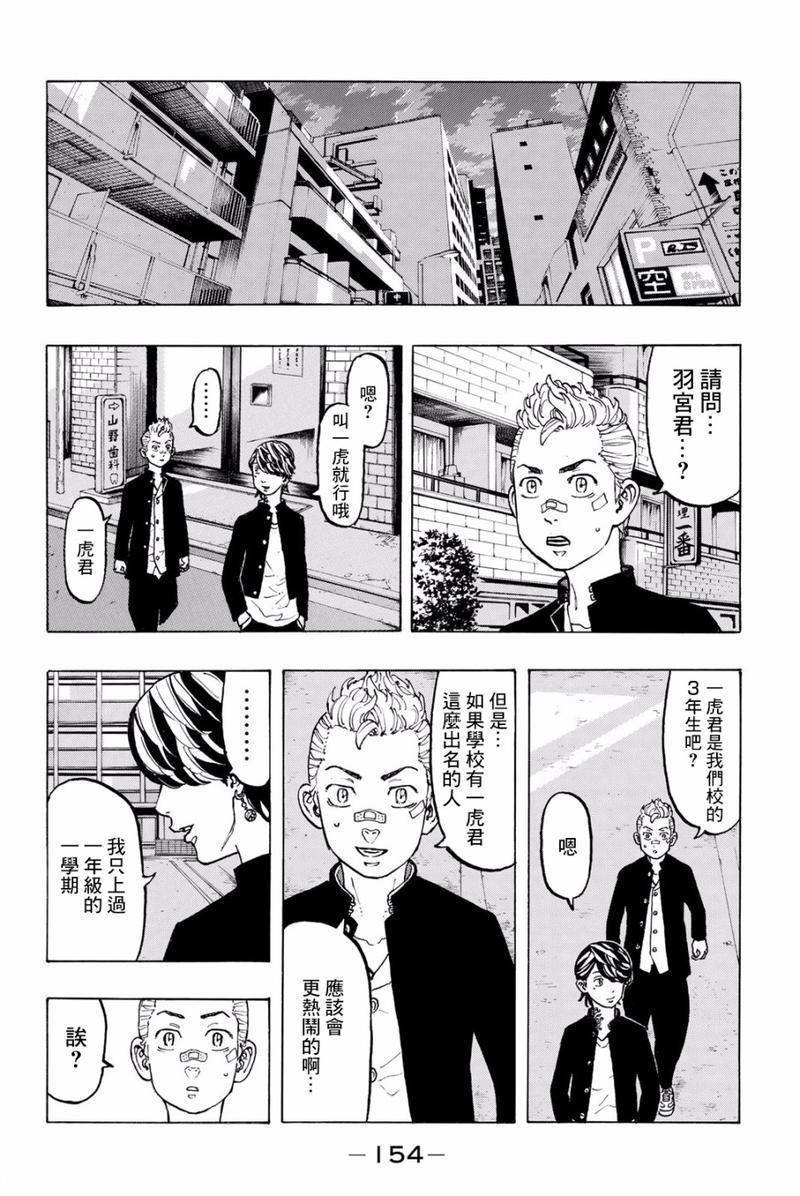 P
空
OPEN
請問…
羽宮君…?
理一番
嗯?
叫一虎就行哦
……
山野歯科
一虎君
一虎君是我們校的
3年生吧?
嗯
但是…
如果學校有一虎君
這麼出名的人
應該會
更熱鬧的啊…
……
我只上過
一年級的
一學期
誒?
—154—